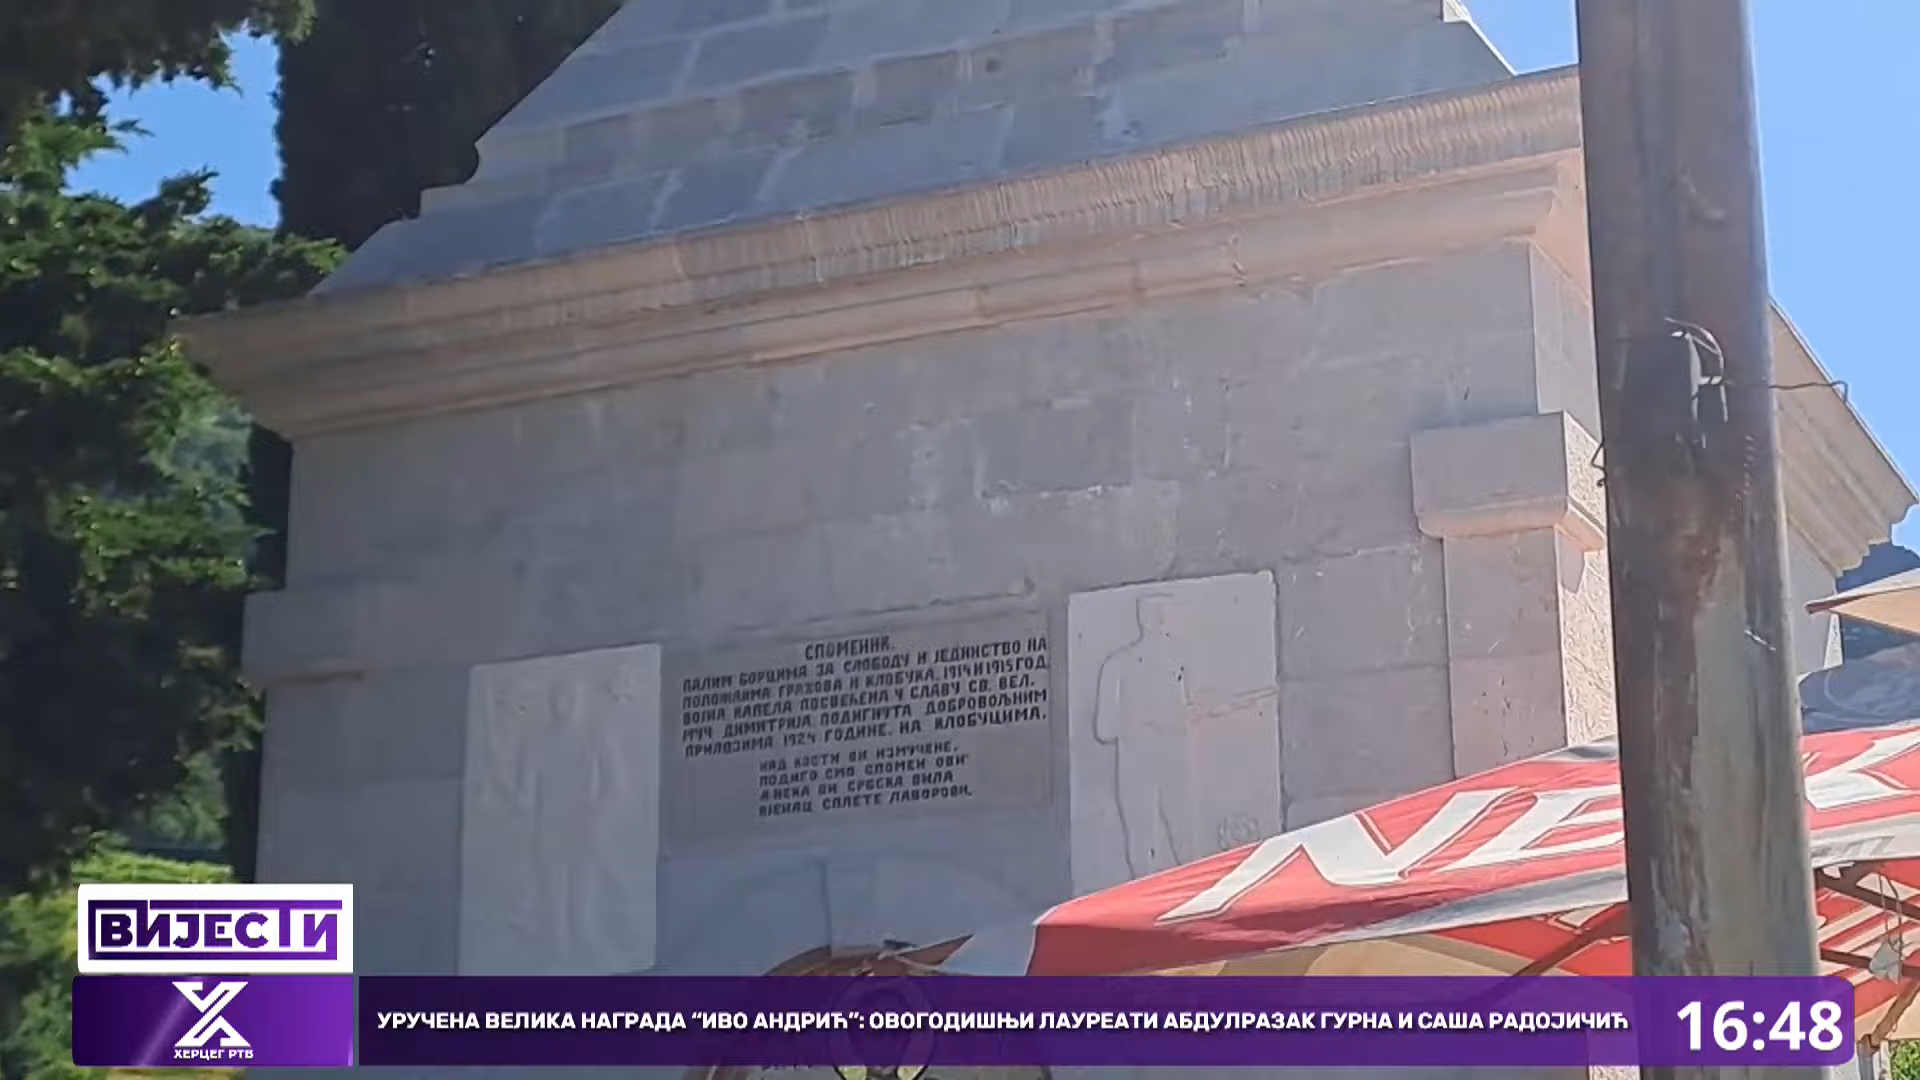 СПОМЕНИК.
ПАЛИМ БОРЦИМА ЗА СЛОБОДУ И ЈЕДИНСТВО НА
ПОЛОЖАЈИМА ГРАХОВА И КЛОБУКА, 1914 И 1915 ГОД.
ВОЈНА КАПЕЛА ПОСВЕЋЕНА У СЛАВУ СВ. ВЕЛ.
МУЧ ДИМИТРИЈА, ПОДИГНУТА ДОБРОВОЉНИМ
ПРИЛОЗИМА 1924 ГОДИНЕ. НА КЛОБУЦИМА.
НАД КОСТИ ВИ ИЗМУЧЕНЕ,
ПОДИГО СМО СПОМЕН ОВИ
А НЕКА ВИ СРБСКА ВИЛА
ВЈЕНАЦ СПЛЕТЕ ЛАВОРОВИ.
ВИЈЕСТИ
ХЕРЦЕГ РТВ
УРУЧЕНА ВЕЛИКА НАГРАДА “ИВО АНДРИЋ”: ОВОГОДИШЊИ ЛАУРЕАТИ АБДУЛРАЗАК ГУРНА И САША РАДОЈИЧИЋ
16:48